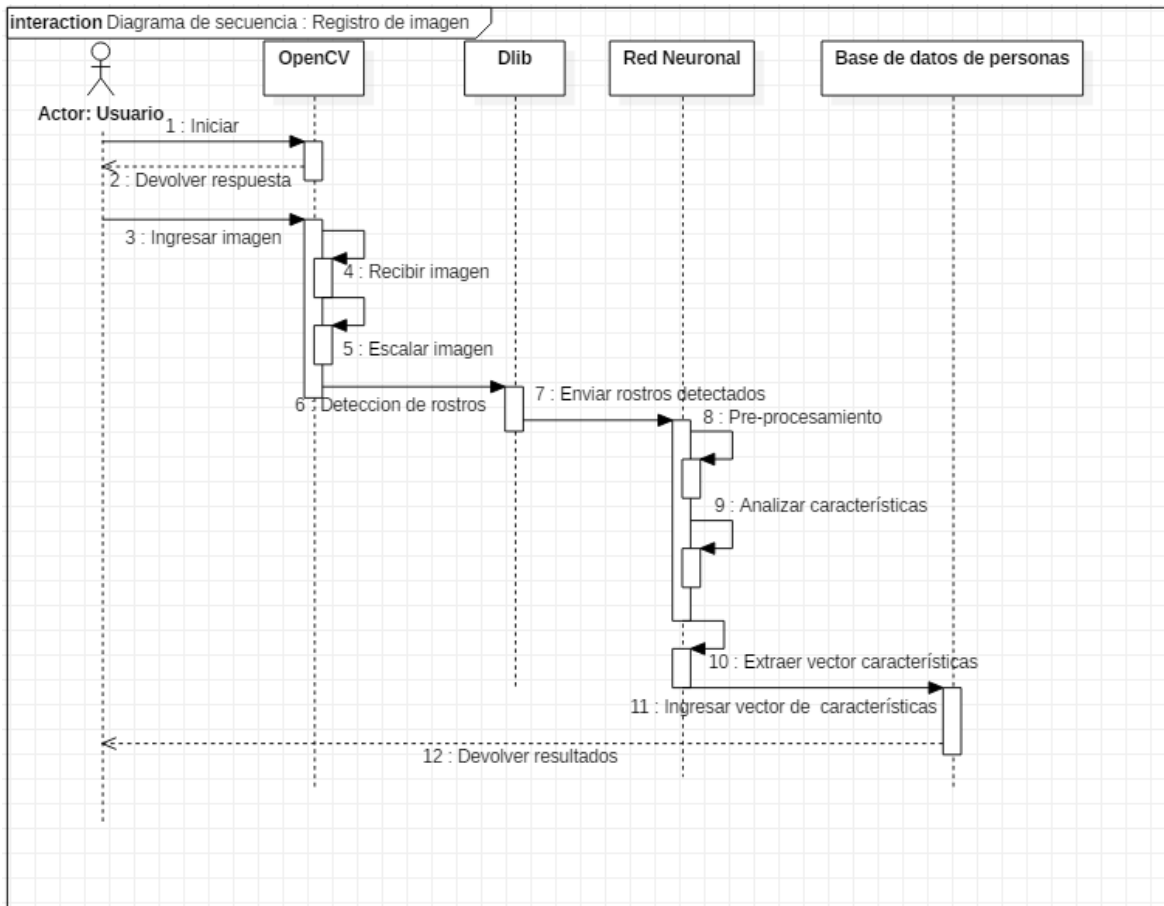 interaction Diagrama de secuencia : Registro de imagen
OpenCV
Dlib
Red Neuronal
Base de datos de personas
Actor: Usuario
1 : Iniciar
2 : Devolver respuesta
3 : Ingresar imagen
4 : Recibir imagen
5 : Escalar imagen
6 : Deteccion de rostros
7 : Enviar rostros detectados
8 : Pre-procesamiento
9 : Analizar características
10 : Extraer vector características
11 : Ingresar vector de características
12 : Devolver resultados